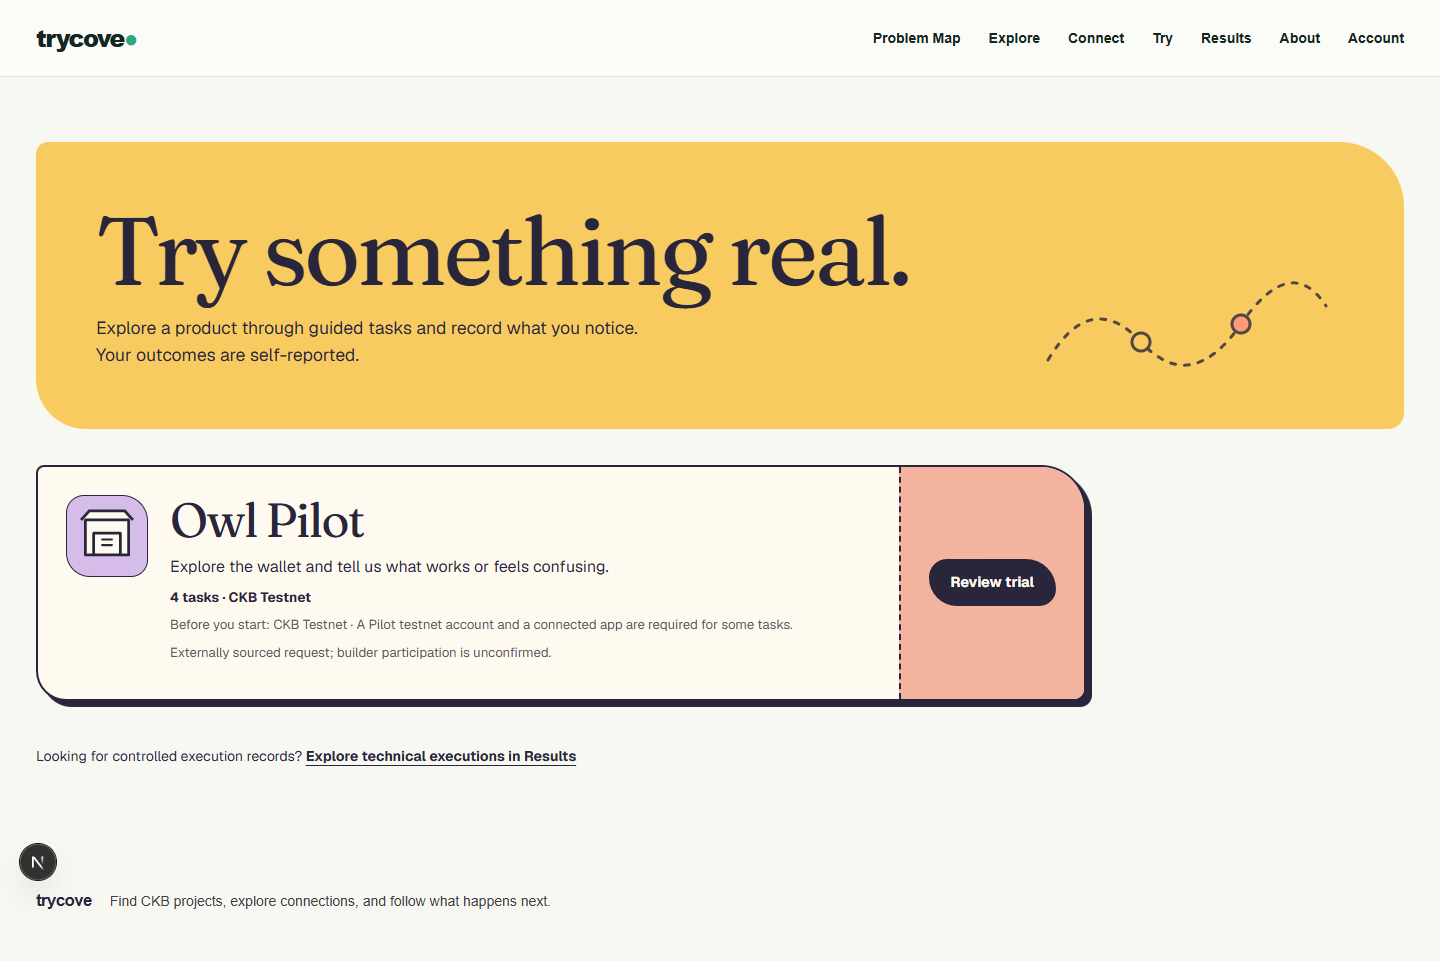 trycove
Problem Map Explore Connect Try Results About Account
Try something real.
Explore a product through guided tasks and record what you notice.
Your outcomes are self-reported.
Owl Pilot
Explore the wallet and tell us what works or feels confusing.
4 tasks · CKB Testnet
Before you start: CKB Testnet · A Pilot testnet account and a connected app are required for some tasks.
Externally sourced request; builder participation is unconfirmed.
Review trial
Looking for controlled execution records? Explore technical executions in Results
N
trycove Find CKB projects, explore connections, and follow what happens next.